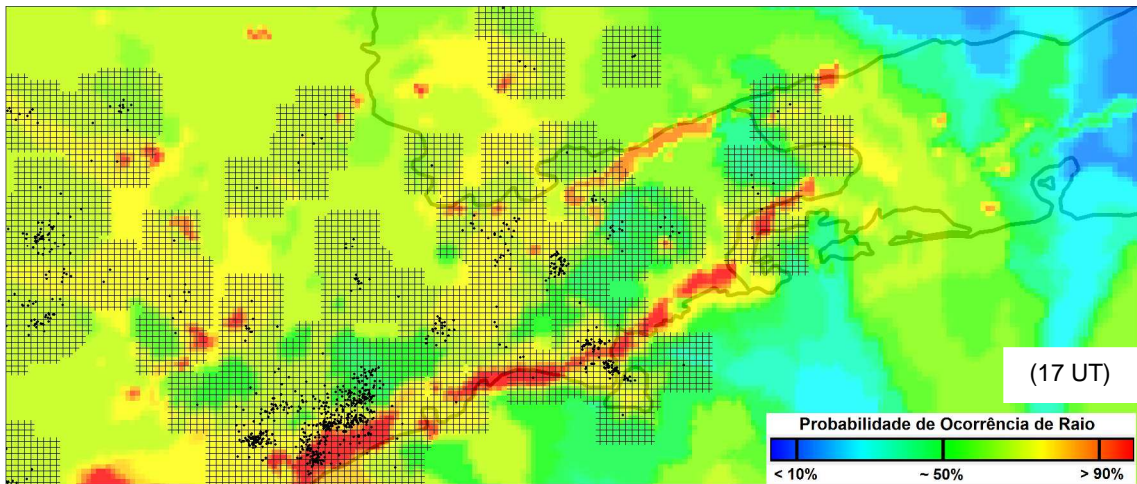 (17 UT)
Probabilidade de Ocorrência de Raio
< 10% ~ 50% > 90%